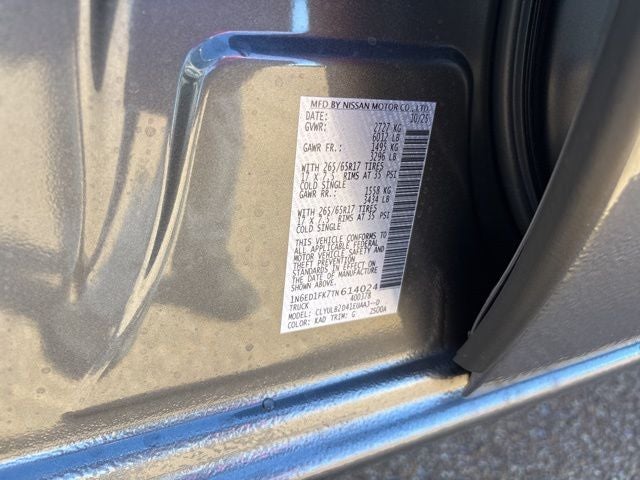 MFD BY NISSAN MOTOR CO., LTD.
DATE: 10/25
GVWR: 2727 KG
6012 LB
GAWR FR.: 1495 KG
3296 LB
WITH 265/65R17 TIRES
17 X 7.5 RIMS AT 35 PSI
COLD SINGLE
GAWR RR.: 1558 KG
3434 LB
WITH 265/65R17 TIRES
17 X 7.5 RIMS AT 35 PSI
COLD SINGLE
THIS VEHICLE CONFORMS TO
ALL APPLICABLE FEDERAL
MOTOR VEHICLE SAFETY AND
THEFT PREVENTION
STANDARDS IN EFFECT ON
THE DATE OF MANUFACTURE
SHOWN ABOVE.
1N6ED1FK7TN614024
TRUCK 400378
MODEL:
COLOR: KAD TRIM: G